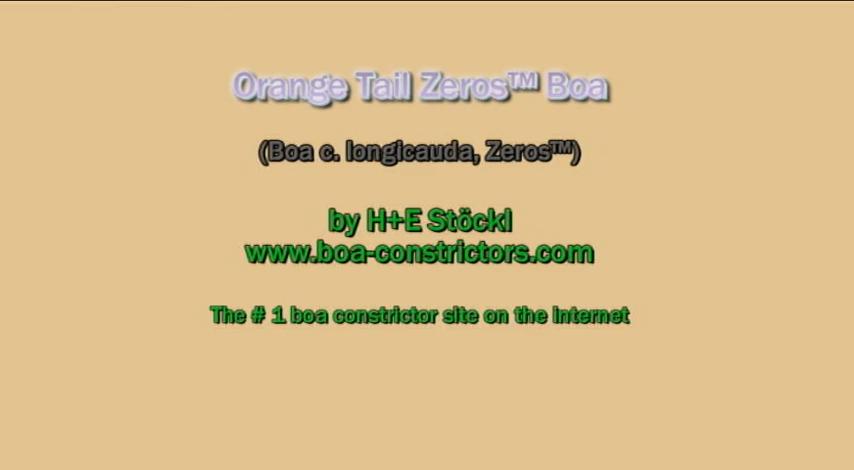 Orange Tail Zeros™ Boa
(Boa c. longicauda, Zeros™)
by H+E Stöckl
www.boa-constrictors.com
The # 1 boa constrictor site on the internet